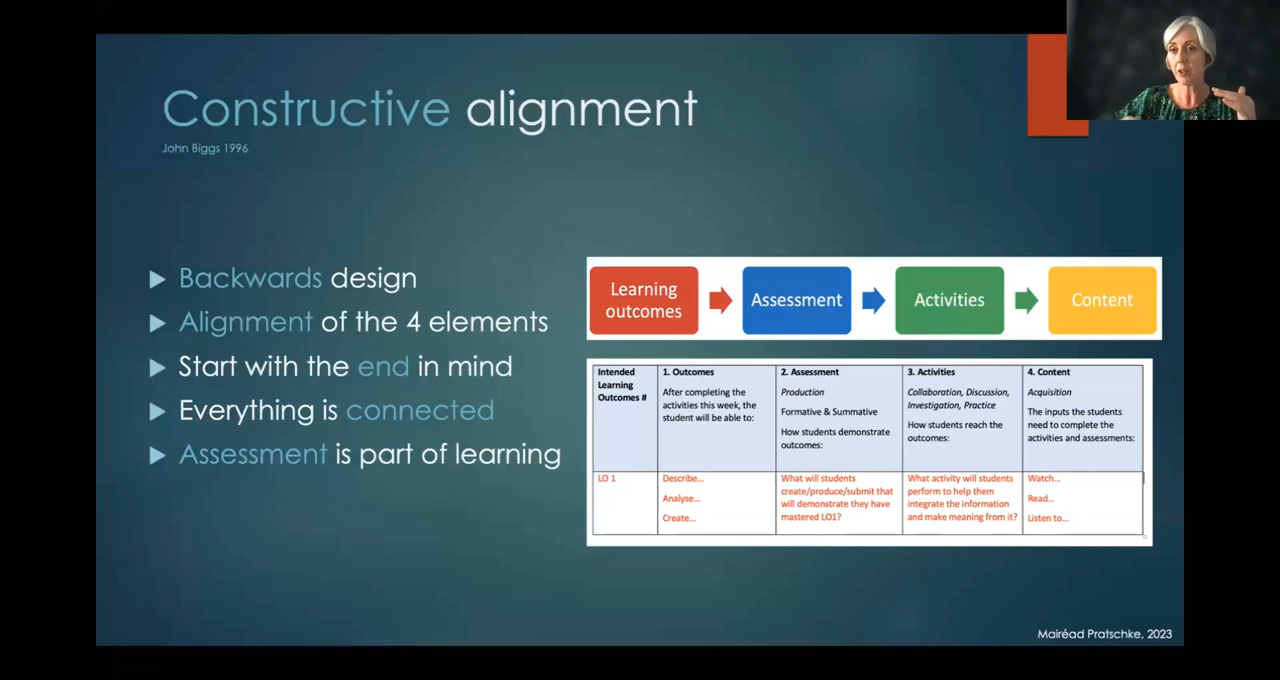 Constructive alignment
John Biggs 1996
Backwards design
Alignment of the 4 elements
Start with the end in mind
Everything is connected
Assessment is part of learning
Learning
outcomes
Assessment
Activities
Content
Intended
Learning
Outcomes #
1. Outcomes
After completing the
activities this week, the
student will be able to:
2. Assessment
Production
Formative & Summative
How students demonstrate
outcomes:
3. Activities
Collaboration, Discussion,
Investigation, Practice
How students reach the
outcomes:
4. Content
Acquisition
The inputs the students
need to complete the
activities and assessments:
LO 1
Describe...
Analyse...
Create...
What will students
create/produce/submit that
will demonstrate they have
mastered LO1?
What activity will students
perform to help them
integrate the information
and make meaning from it?
Watch...
Read...
Listen to...
Mairéad Pratschke, 2023